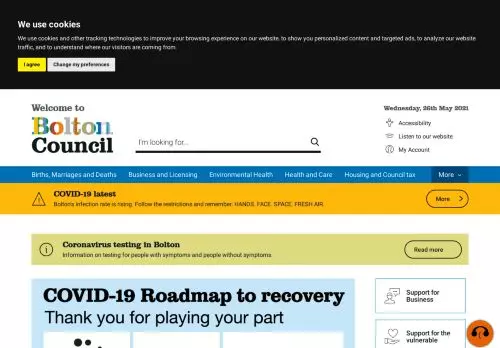 We use cookies
We use cookies and other tracking technologies to improve your browsing experience on our website, to show you personalized content and targeted ads, to analyze our website
traffic, and to understand where our visitors are coming from.
I agree
Change my preferences
Welcome to
Bolton
Council
I'm looking for...
Wednesday, 26th May 2021
Accessibility
Listen to our website
My Account
Births, Marriages and Deaths
Business and Licensing
Environmental Health
Health and Care
Housing and Council tax
More
COVID-19 latest
Bolton's infection rate is rising. Follow the restrictions and remember: HANDS. FACE. SPACE. FRESH AIR.
More
Coronavirus testing in Bolton
Information on testing for people with symptoms and people without symptoms.
Read more
COVID-19 Roadmap to recovery
Thank you for playing your part
Support for
Business
Support for the
vulnerable